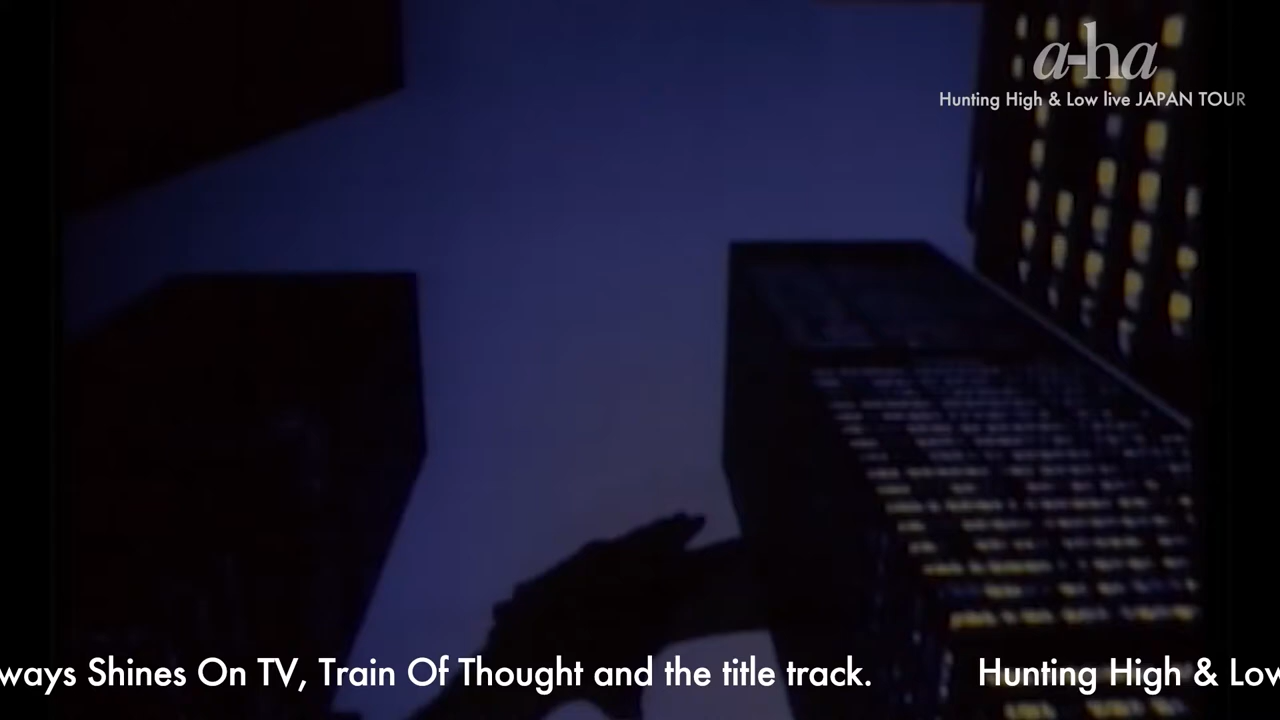 a-ha
Hunting High & Low live JAPAN TOUR
ways Shines On TV, Train Of Thought and the title track. Hunting High & Low